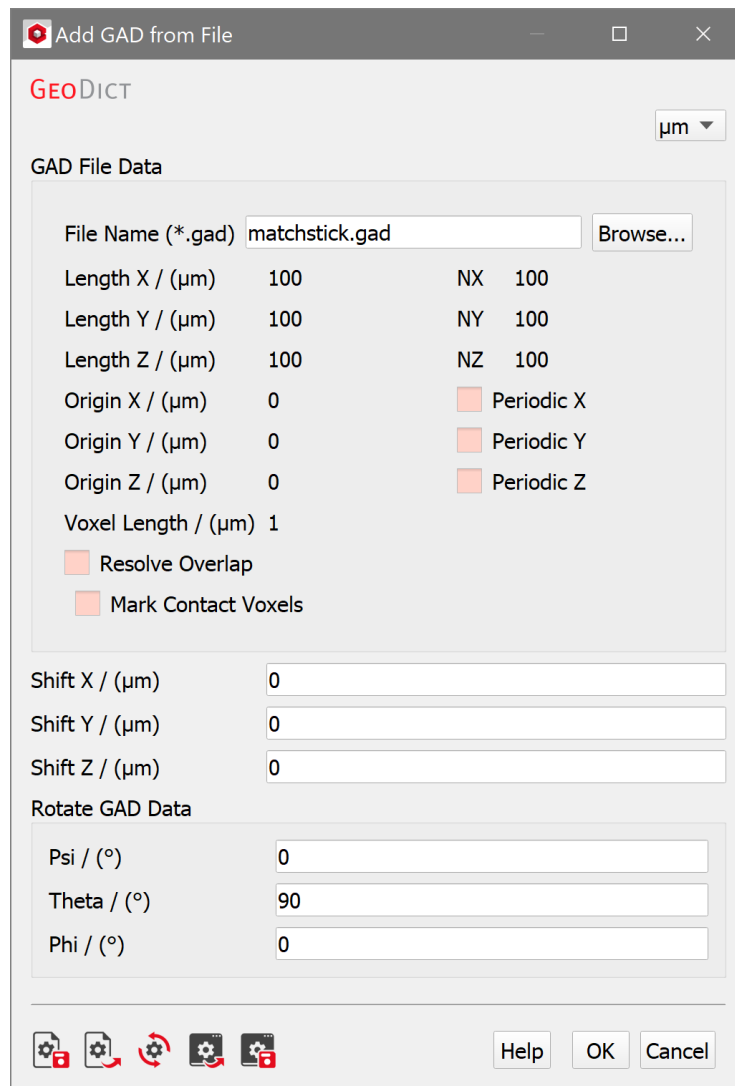 Add GAD from File
GEODICT
µm
GAD File Data
File Name (*.gad) matchstick.gad Browse...
Length X / (µm) 100 NX 100
Length Y / (µm) 100 NY 100
Length Z / (µm) 100 NZ 100
Origin X / (µm) 0 Periodic X
Origin Y / (µm) 0 Periodic Y
Origin Z / (µm) 0 Periodic Z
Voxel Length / (µm) 1
Resolve Overlap
Mark Contact Voxels
Shift X / (µm) 0
Shift Y / (µm) 0
Shift Z / (µm) 0
Rotate GAD Data
Psi / (°) 0
Theta / (°) 90
Phi / (°) 0
Help OK Cancel